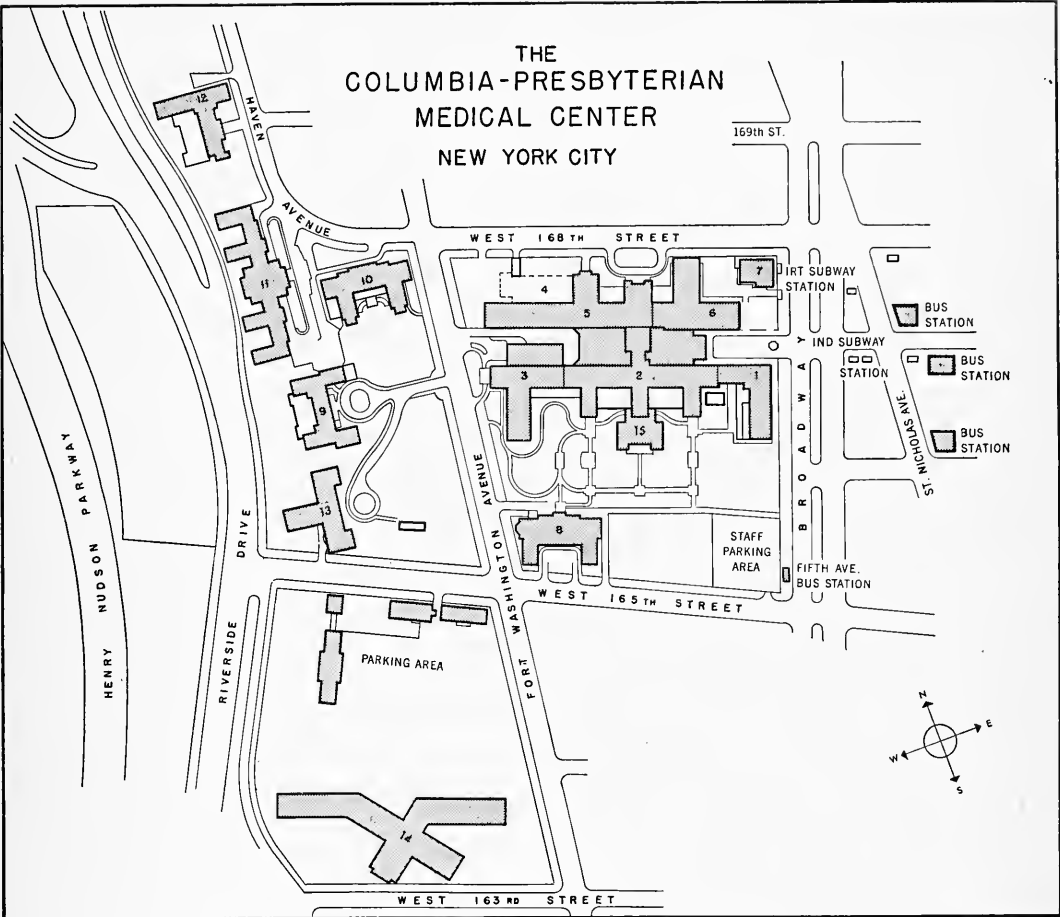 THE
COLUMBIA-PRESBYTERIAN
MEDICAL CENTER
NEW YORK CITY
12
HAVEN
AVENUE
169th ST.
WEST 168TH STREET
11
10
4
5
6
7
IRT SUBWAY
STATION
BUS
STATION
IND SUBWAY
STATION
BUS
STATION
BUS
STATION
ST. NICHOLAS AVE.
BROADWAY
3
2
1
15
9
13
8
STAFF
PARKING
AREA
FIFTH AVE.
BUS STATION
WEST 165TH STREET
FORT WASHINGTON AVENUE
HENRY NUDSON PARKWAY
RIVERSIDE DRIVE
PARKING AREA
14
WEST 163RD STREET
N
E
W
S